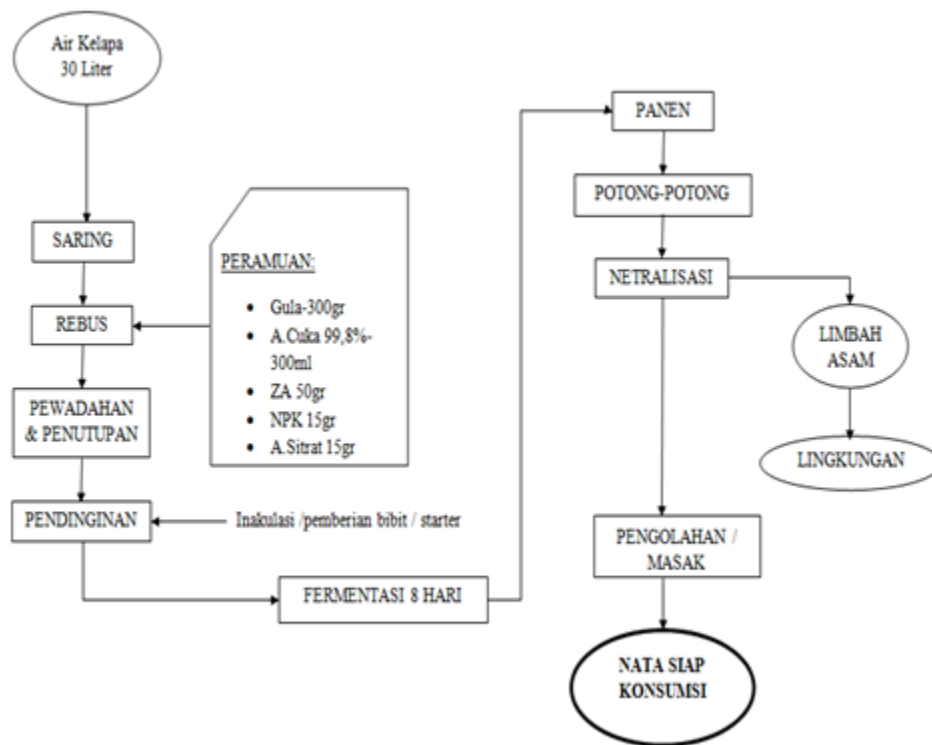 Air Kelapa
30 Liter
SARING
REBUS
PERAMUAN:
• Gula-300gr
• A.Cuka 99,8%-
300ml
• ZA 50gr
• NPK 15gr
• A.Sitrat 15gr
PEWADAHAN
& PENUTUPAN
PENDINGINAN
Inakulasi /pemberian bibit / starter
FERMENTASI 8 HARI
PANEN
POTONG-POTONG
NETRALISASI
LIMBAH
ASAM
LINGKUNGAN
PENGOLAHAN /
MASAK
NATA SIAP
KONSUMSI